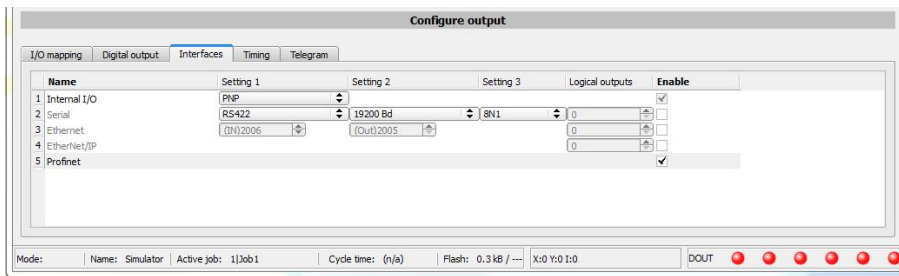 Configure output
I/O mapping Digital output Interfaces Timing Telegram
Name Setting 1 Setting 2 Setting 3 Logical outputs Enable
1 Internal I/O PNP
2 Serial RS422 19200 Bd 8N1 0
3 Ethernet (IN)2006 (Out)2005 0
4 EtherNet/IP 0
5 Profinet
Mode: Name: Simulator Active job: 1|Job1 Cycle time: (n/a) Flash: 0.3 kB / --- X:0 Y:0 I:0 DOUT